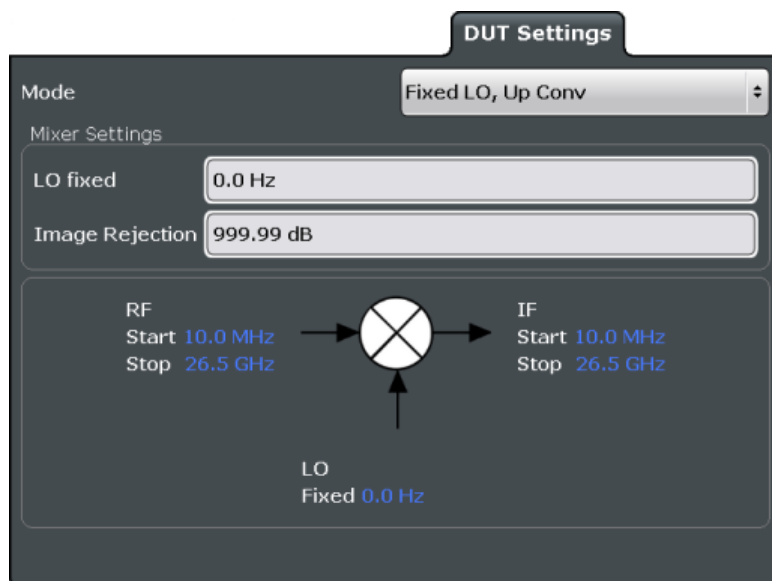 DUT Settings
Mode
Fixed LO, Up Conv
Mixer Settings
LO fixed
0.0 Hz
Image Rejection
999.99 dB
RF
Start 10.0 MHz
Stop 26.5 GHz
IF
Start 10.0 MHz
Stop 26.5 GHz
LO
Fixed 0.0 Hz